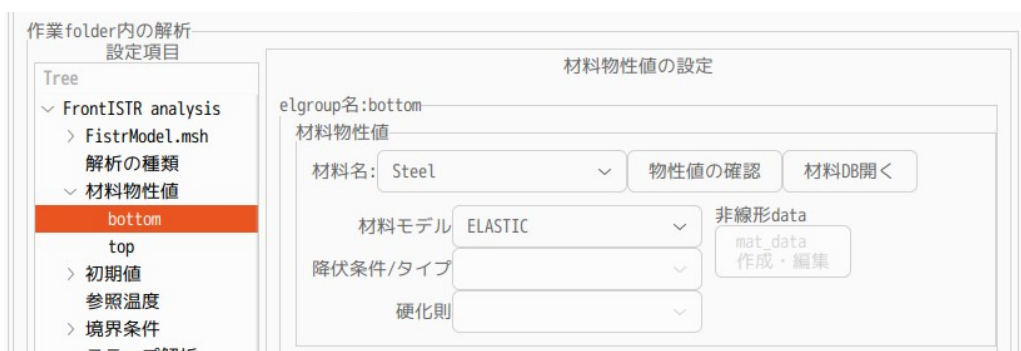 作業folder内の解析
設定項目
Tree
FrontISTR analysis
FistrModel.msh
解析の種類
材料物性値
bottom
top
初期値
参照温度
境界条件
材料物性値の設定
elgroup名:bottom
材料物性値
材料名: Steel 物性値の確認 材料DB開く
材料モデル ELASTIC 非線形data
mat_data
作成・編集
降伏条件/タイプ
硬化則